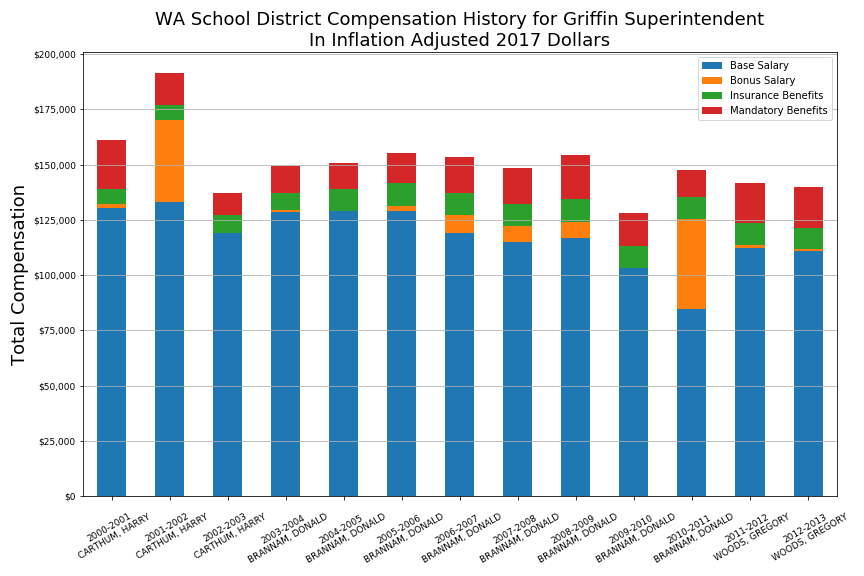 WA School District Compensation History for Griffin Superintendent
In Inflation Adjusted 2017 Dollars
Total Compensation
$200,000
$175,000
$150,000
$125,000
$100,000
$75,000
$50,000
$25,000
$0
Base Salary
Bonus Salary
Insurance Benefits
Mandatory Benefits
2000-2001
CARTHUM, HARRY
2001-2002
CARTHUM, HARRY
2002-2003
CARTHUM, HARRY
2003-2004
BRANNAM, DONALD
2004-2005
BRANNAM, DONALD
2005-2006
BRANNAM, DONALD
2006-2007
BRANNAM, DONALD
2007-2008
BRANNAM, DONALD
2008-2009
BRANNAM, DONALD
2009-2010
BRANNAM, DONALD
2010-2011
BRANNAM, DONALD
2011-2012
WOODS, GREGORY
2012-2013
WOODS, GREGORY